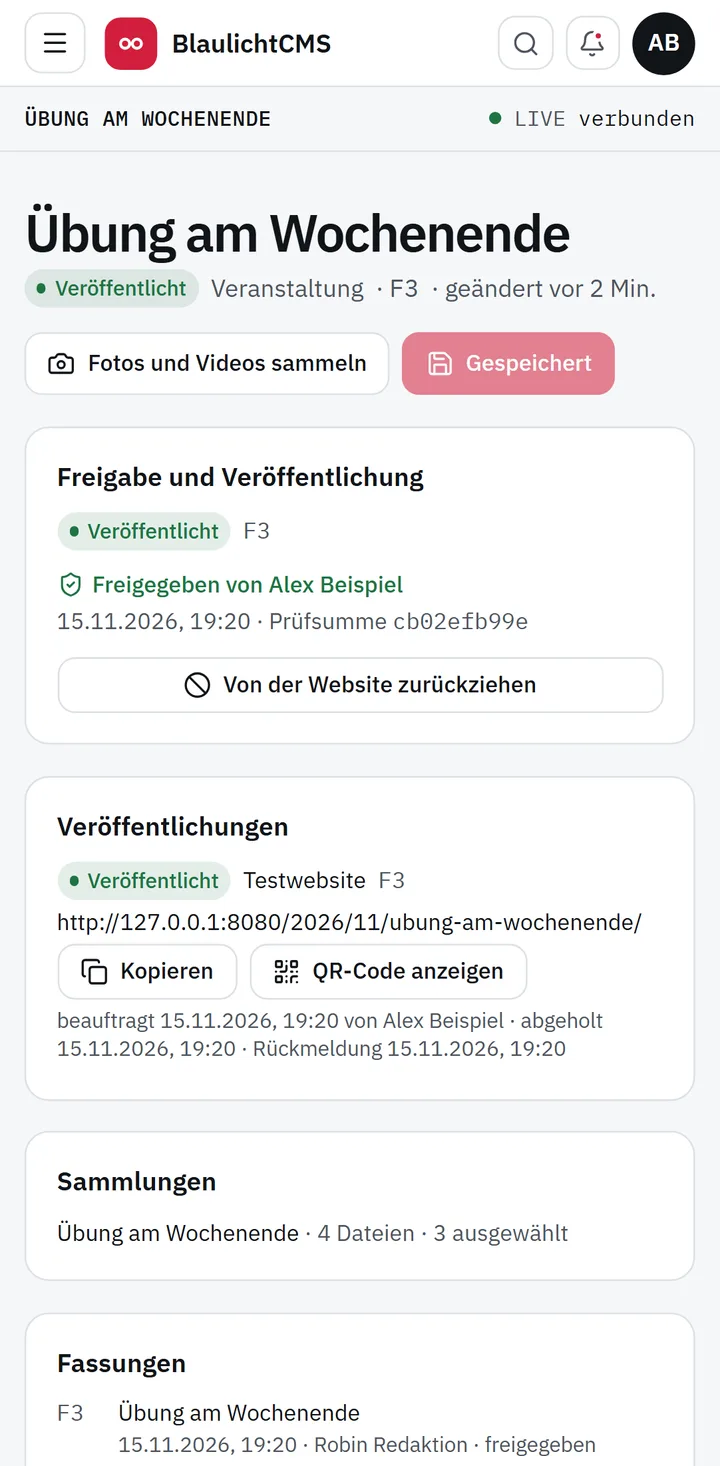 BlaulichtCMS
AB
ÜBUNG AM WOCHENENDE
LIVE verbunden
Übung am Wochenende
Veröffentlicht Veranstaltung · F3 · geändert vor 2 Min.
Fotos und Videos sammeln
Gespeichert
Freigabe und Veröffentlichung
Veröffentlicht F3
Freigegeben von Alex Beispiel
15.11.2026, 19:20 · Prüfsumme cb02efb99e
Von der Website zurückziehen
Veröffentlichungen
Veröffentlicht Testwebsite F3
http://127.0.0.1:8080/2026/11/ubung-am-wochenende/
Kopieren
QR-Code anzeigen
beauftragt 15.11.2026, 19:20 von Alex Beispiel · abgeholt
15.11.2026, 19:20 · Rückmeldung 15.11.2026, 19:20
Sammlungen
Übung am Wochenende · 4 Dateien · 3 ausgewählt
Fassungen
F3 Übung am Wochenende
15.11.2026, 19:20 · Robin Redaktion · freigegeben